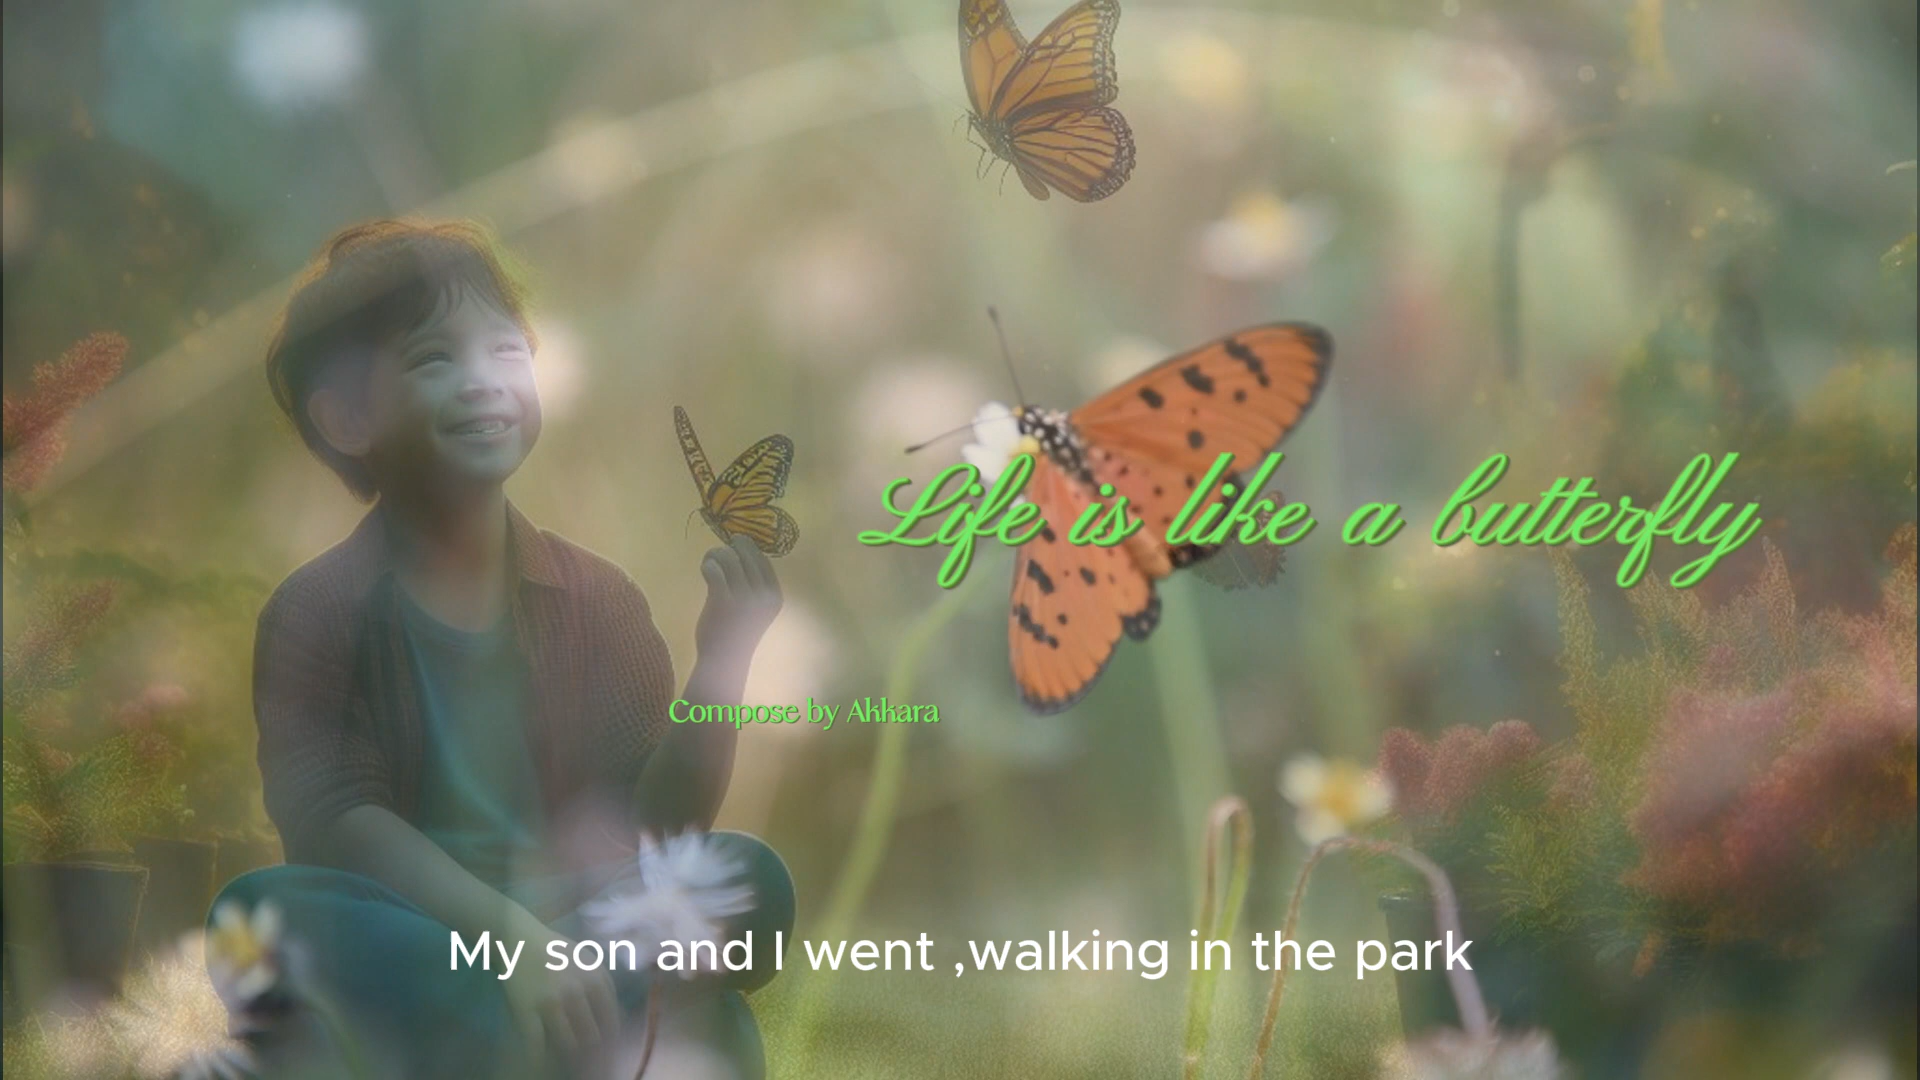 Life is like a butterfly
Compose by Akkara
My son and I went ,walking in the park